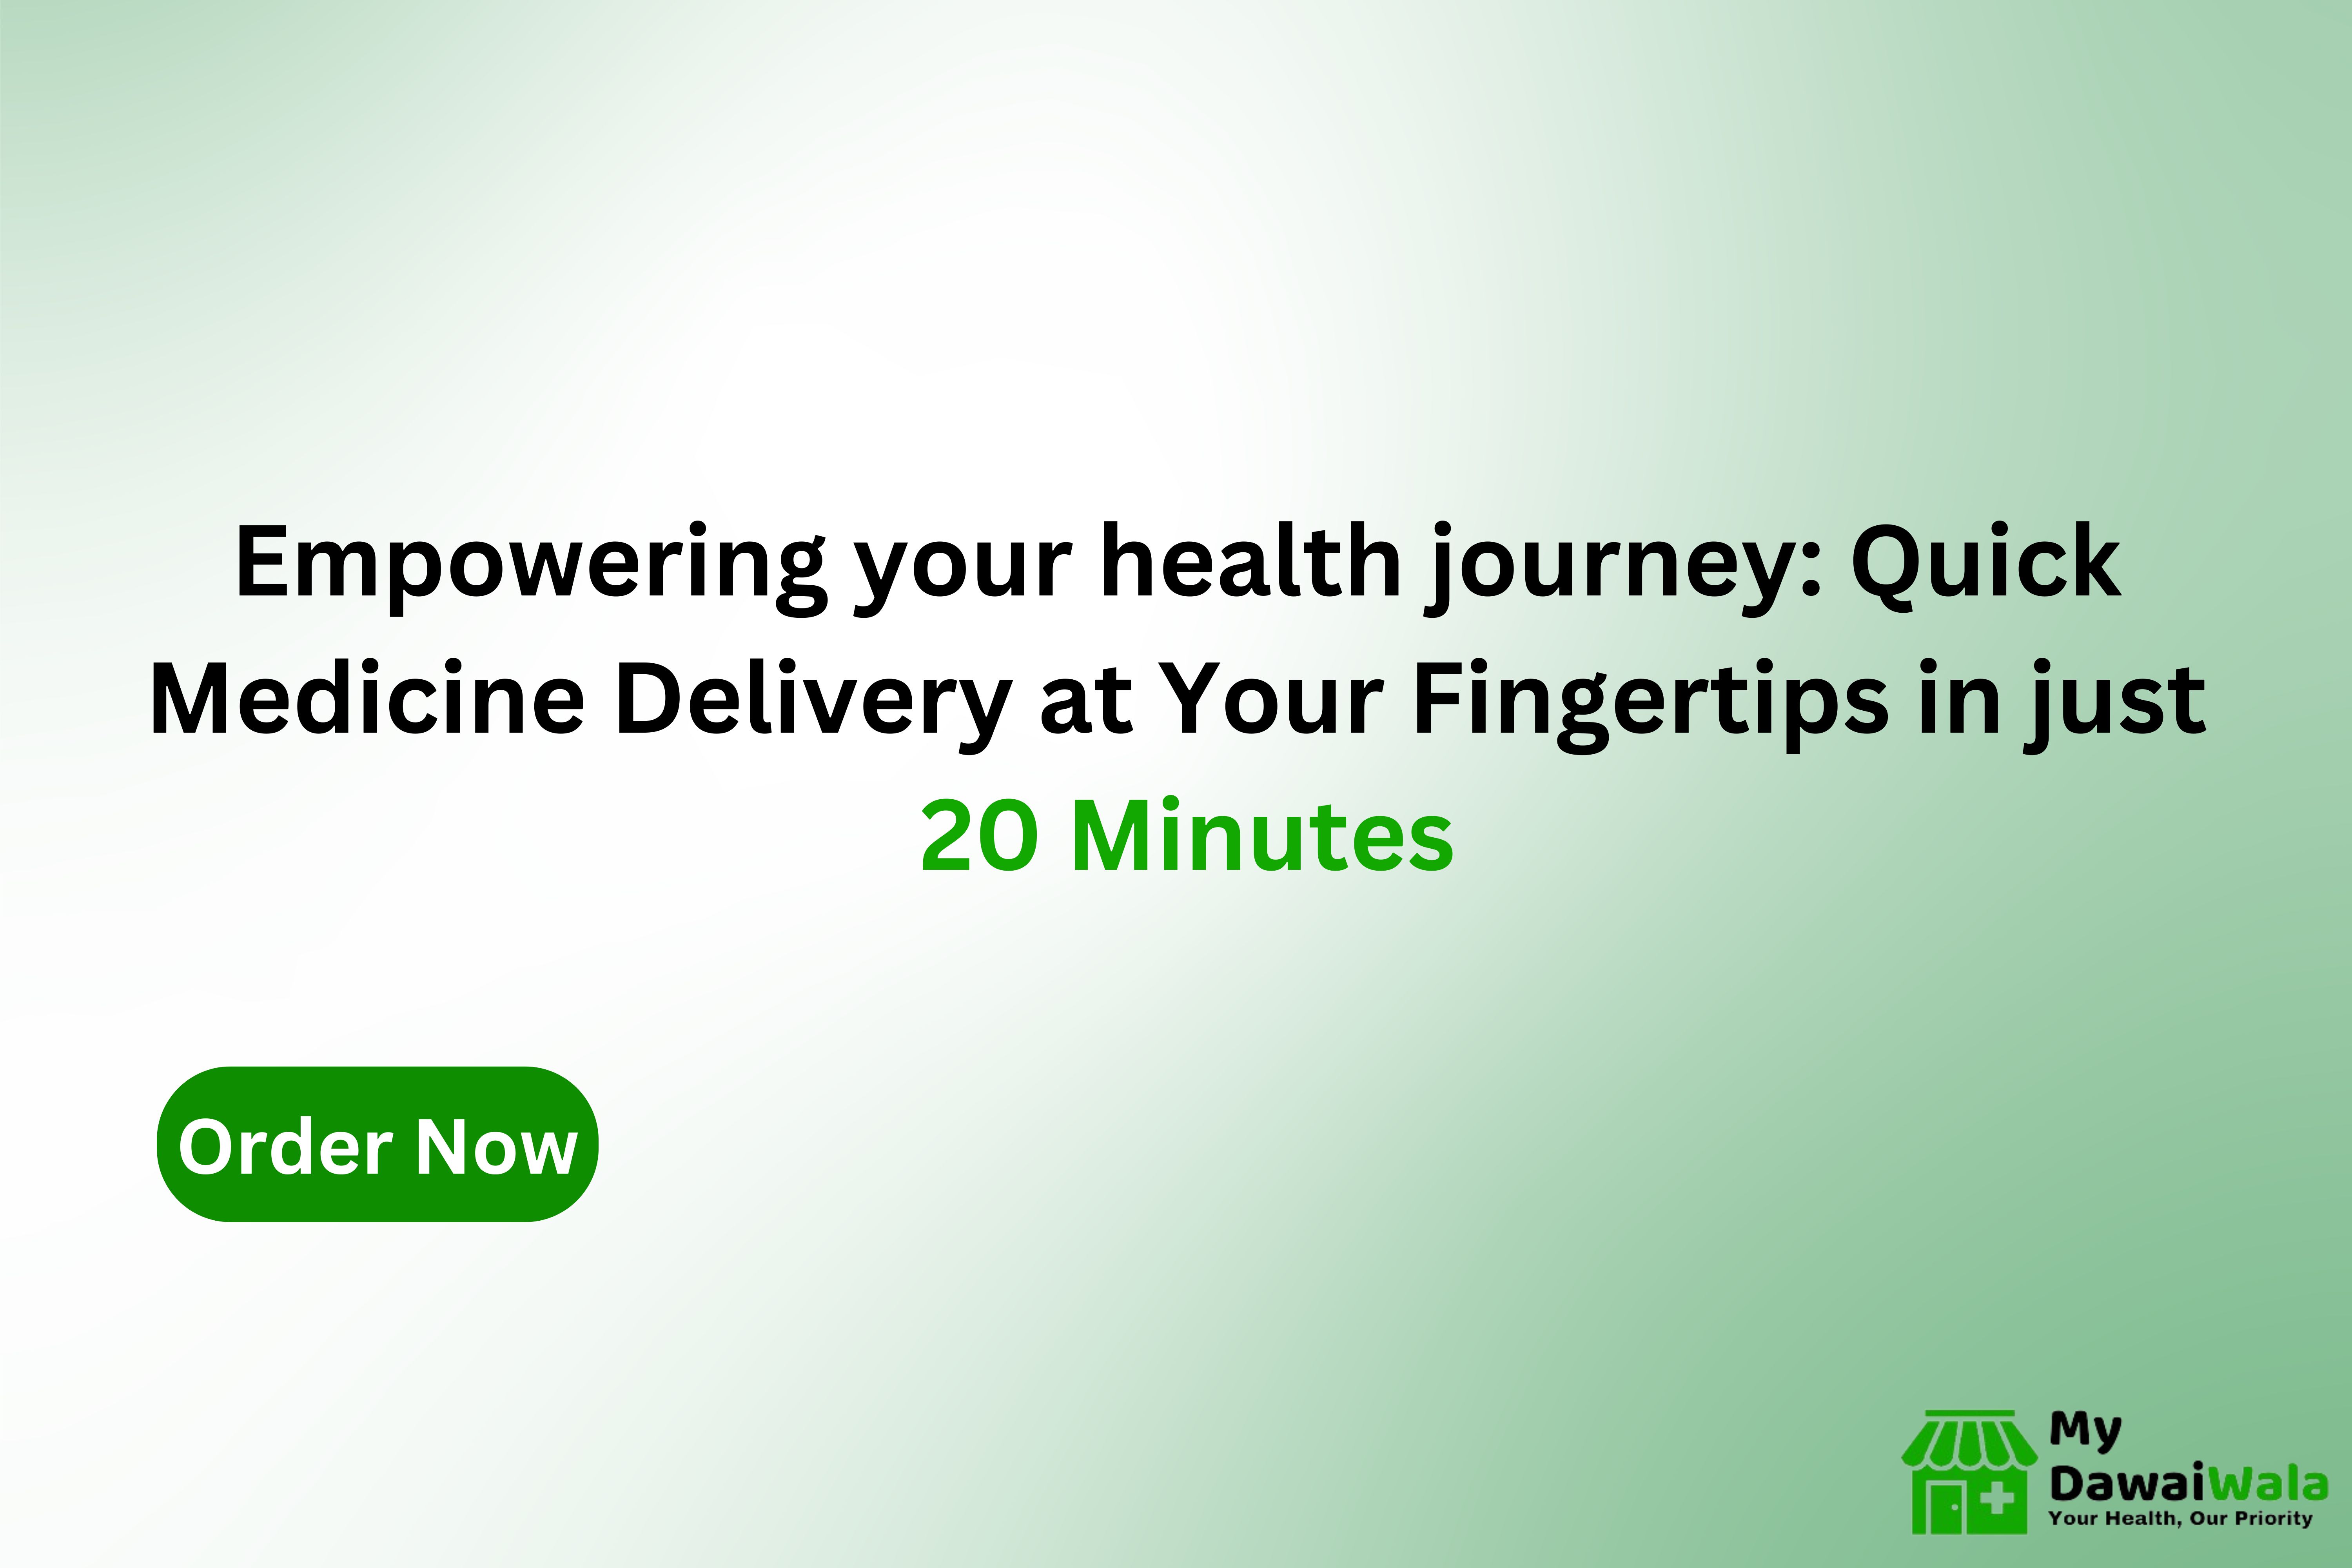 Empowering your health journey: Quick
Medicine Delivery at Your Fingertips in just
20 Minutes
Order Now
My
DawaiWala
Your Health, Our Priority